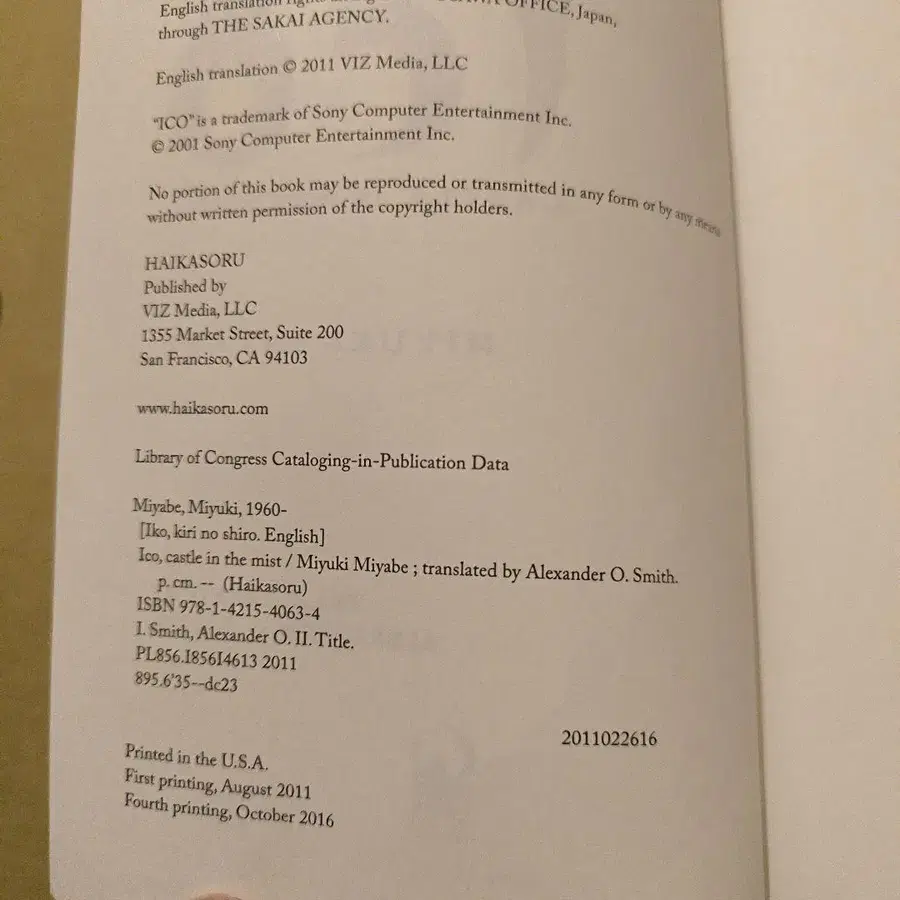 English translation rights
OFFICE, Japan,
through THE SAKAI AGENCY.
English translation © 2011 VIZ Media, LLC
“ICO” is a trademark of Sony Computer Entertainment Inc.
© 2001 Sony Computer Entertainment Inc.
No portion of this book may be reproduced or transmitted in any form or by any means
without written permission of the copyright holders.
HAIKASORU
Published by
VIZ Media, LLC
1355 Market Street, Suite 200
San Francisco, CA 94103
www.haikasoru.com
Library of Congress Cataloging-in-Publication Data
Miyabe, Miyuki, 1960-
[Iko, kiri no shiro. English]
Ico, castle in the mist / Miyuki Miyabe ; translated by Alexander O. Smith.
p. cm. -- (Haikasoru)
ISBN 978-1-4215-4063-4
I. Smith, Alexander O. II. Title.
PL856.I856I4613 2011
895.6'35--dc23
2011022616
Printed in the U.S.A.
First printing, August 2011
Fourth printing, October 2016